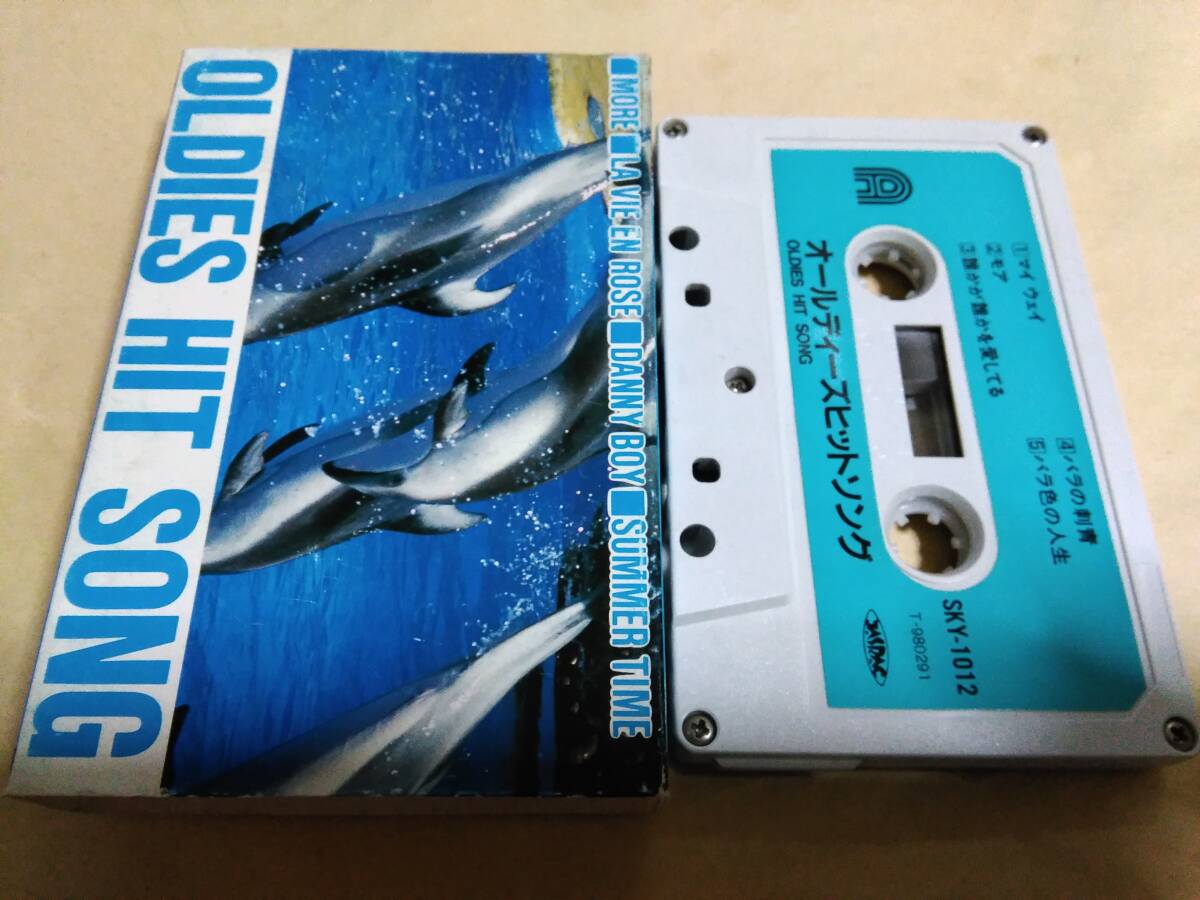 OLDIES HIT SONG
■MORE■LA VIE EN ROSE■DANNY BOY■SUMMER TIME
A
オールディーズヒットソング
OLDIES HIT SONG
1 マイ ウェイ
2 モア
3 誰かが誰かを愛してる
4 バラの刺青
5 バラ色の人生
SKY-1012
T-980291
JASRAC